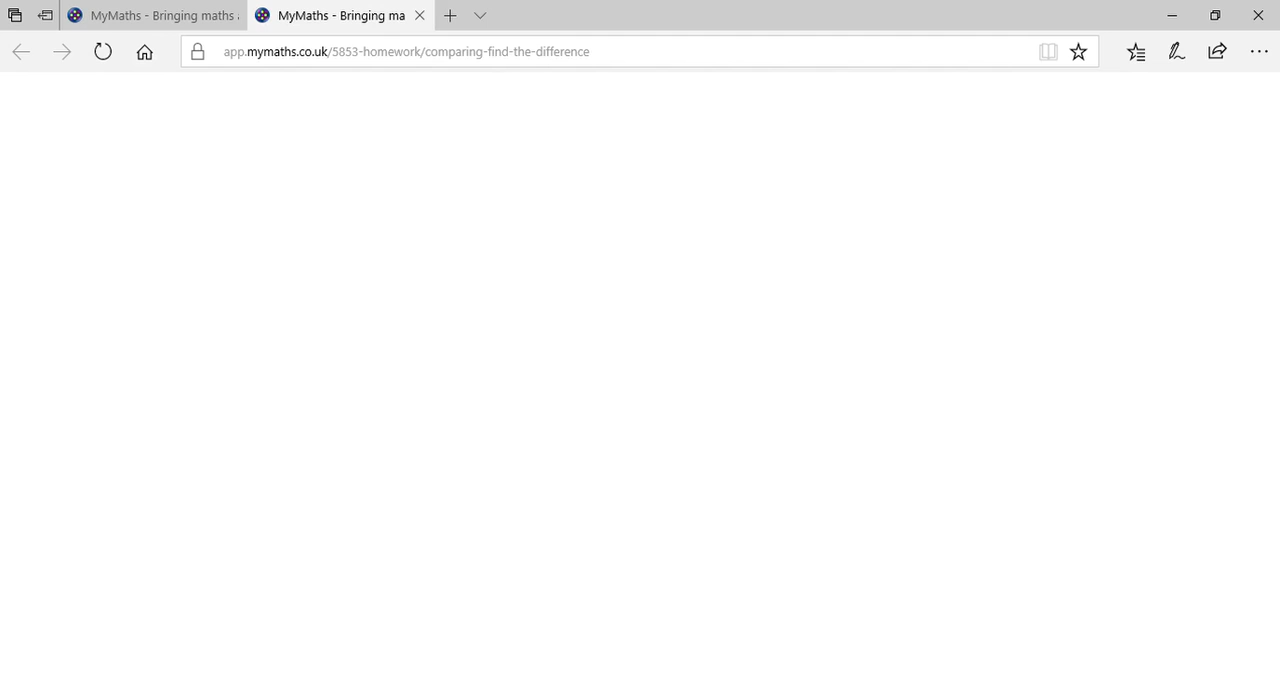 MyMaths - Bringing maths a
MyMaths - Bringing ma
app.mymaths.co.uk/5853-homework/comparing-find-the-difference